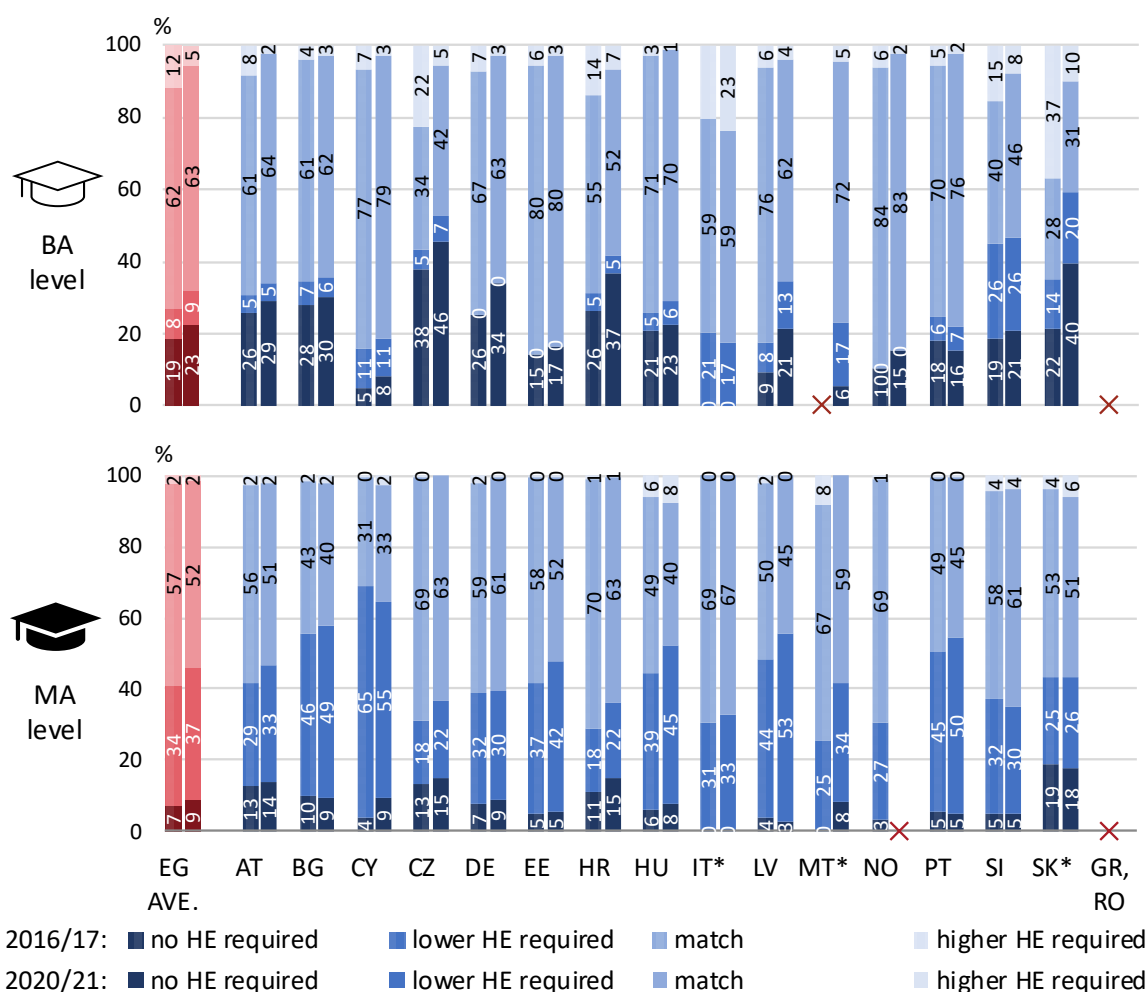 %
100
12 5 8 2 4 3 7 3 22 5 7 3 6 3 14 7 3 1 23 6 4 5 6 2 5 2 15 8 37 10
80
62 63 61 64 61 62 77 79 34 42 67 63 80 80 55 52 71 70 59 59 76 62 72 84 83 70 76 40 46 28 31
60
BA
level
40
8 9 5 5 7 6 11 11 5 7 0 0 0 0 5 5 5 6 21 17 8 13 17 0 0 6 7 26 26 14 20
20
19 23 26 29 28 30 5 8 38 46 26 34 15 17 26 37 21 23 0 0 9 21 6 10 15 18 16 19 21 22 40
0
%
100
2 2 2 2 2 2 0 2 0 2 0 0 1 1 6 8 0 0 2 0 8 1 0 0 4 4 4 6
80
57 52 56 51 43 40 31 33 69 63 59 61 58 52 70 63 49 40 69 67 50 45 67 59 69 49 45 58 61 53 51
60
MA
level
40
34 37 29 33 46 49 65 55 18 22 32 30 37 42 18 22 39 45 31 33 44 53 25 34 27 45 50 32 30 25 26
20
7 9 13 14 10 9 4 9 13 15 7 9 5 5 11 15 6 8 0 0 4 3 0 8 3 5 5 5 5 19 18
0
EG AT BG CY CZ DE EE HR HU IT* LV MT* NO PT SI SK* GR,
AVE. RO
2016/17: no HE required lower HE required match higher HE required
2020/21: no HE required lower HE required match higher HE required